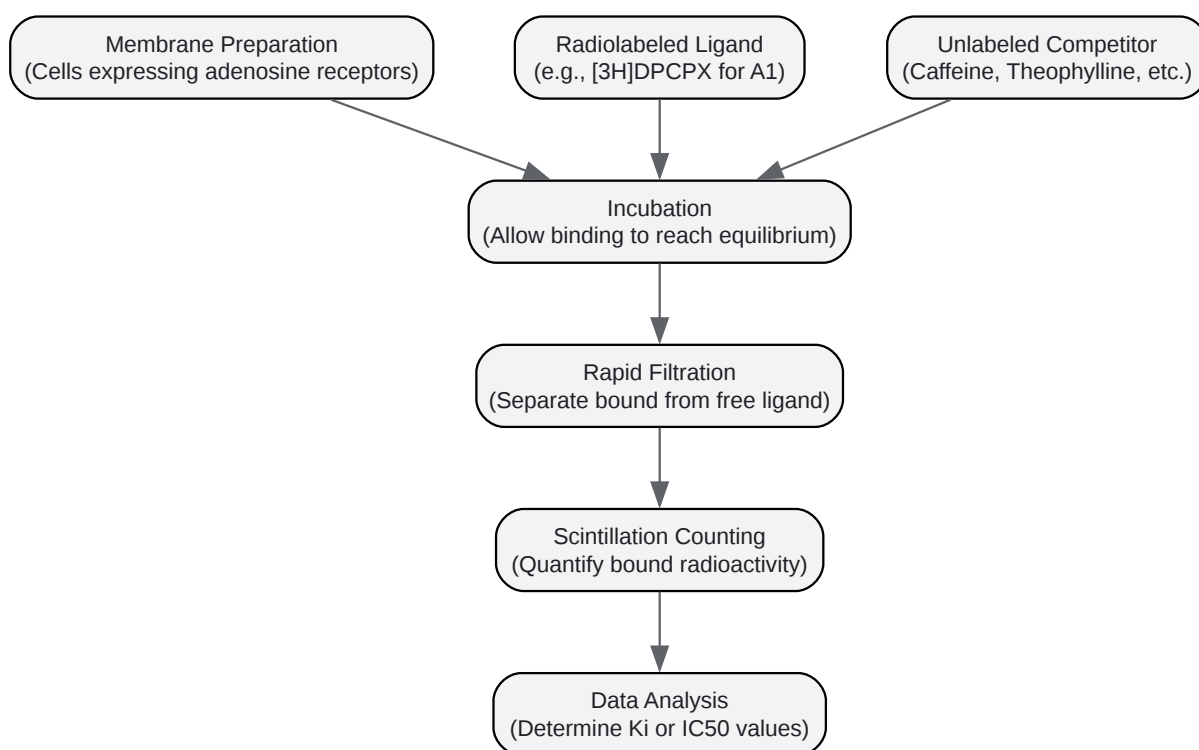 Membrane Preparation
(Cells expressing adenosine receptors)
Radiolabeled Ligand
(e.g., [3H]DPCPX for A1)
Unlabeled Competitor
(Caffeine, Theophylline, etc.)
Incubation
(Allow binding to reach equilibrium)
Rapid Filtration
(Separate bound from free ligand)
Scintillation Counting
(Quantify bound radioactivity)
Data Analysis
(Determine Ki or IC50 values)